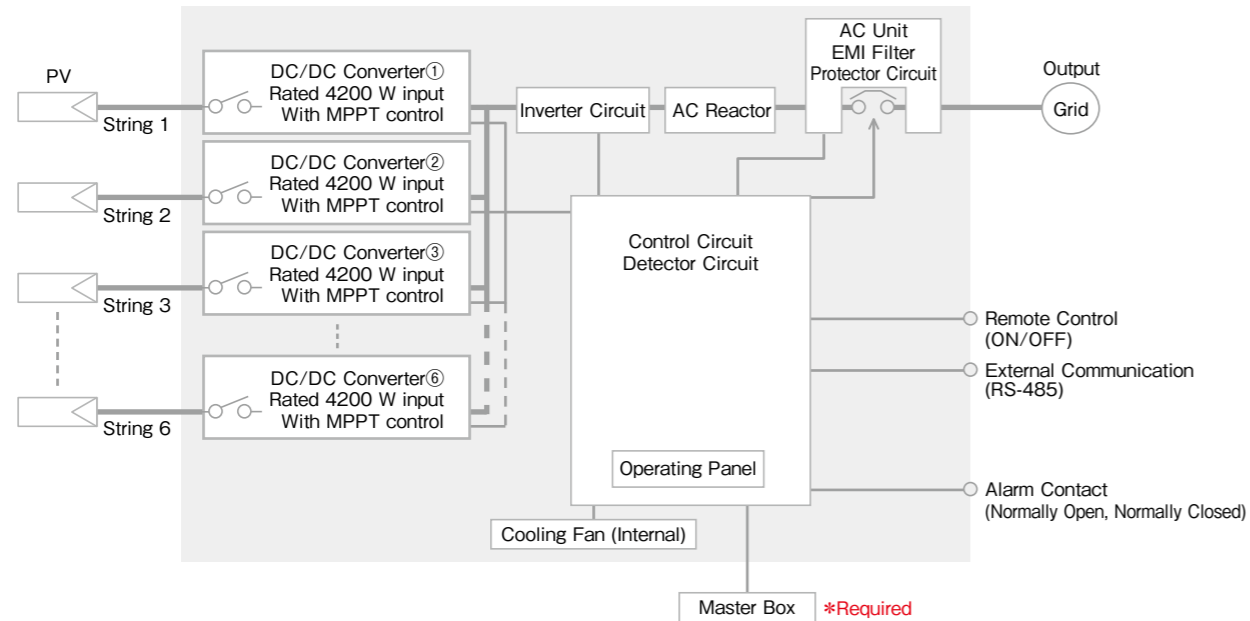 PV
String 1
String 2
String 3
String 6
DC/DC Converter①
Rated 4200 W input
With MPPT control
DC/DC Converter②
Rated 4200 W input
With MPPT control
DC/DC Converter③
Rated 4200 W input
With MPPT control
DC/DC Converter⑥
Rated 4200 W input
With MPPT control
Inverter Circuit
AC Reactor
AC Unit
EMI Filter
Protector Circuit
Output
Grid
Control Circuit
Detector Circuit
Operating Panel
Remote Control
(ON/OFF)
External Communication
(RS-485)
Alarm Contact
(Normally Open, Normally Closed)
Cooling Fan (Internal)
Master Box
*Required